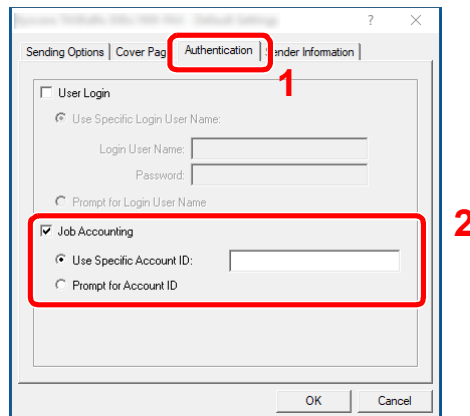 ? ×
Sending Options Cover Pag Authentication ender Information
1
User Login
Use Specific Login User Name:
Login User Name:
Password:
Prompt for Login User Name
2
Job Accounting
Use Specific Account ID:
Prompt for Account ID
OK Cancel